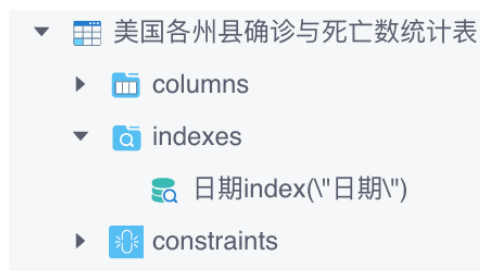 美国各州县确诊与死亡数统计表
columns
indexes
日期index(\"日期\")
constraints